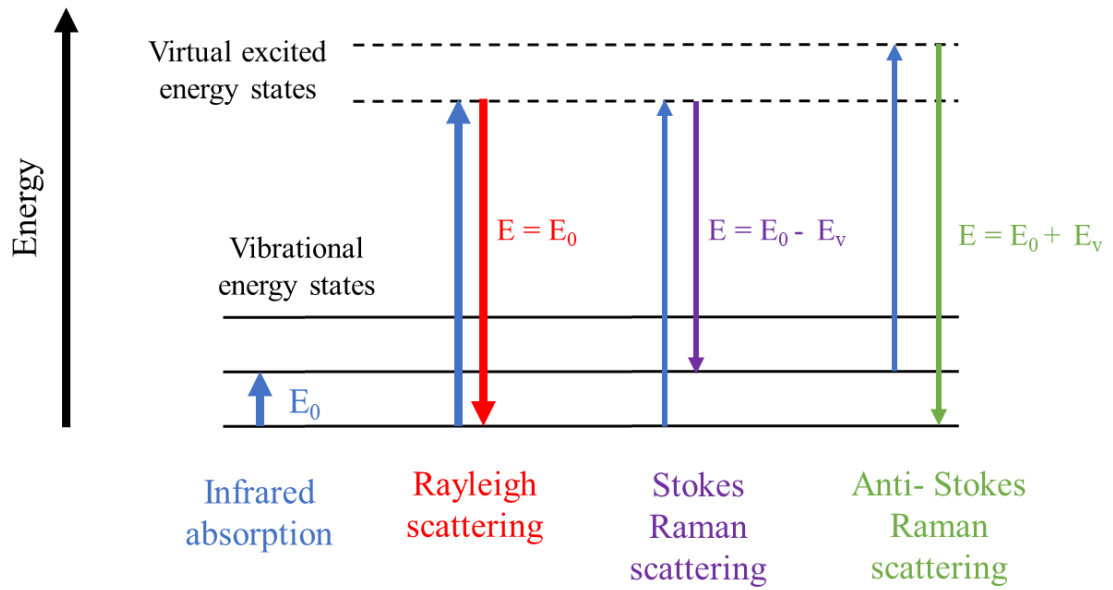 Energy
Virtual excited
energy states
Vibrational
energy states
E₀
E = E₀
E = E₀ - Eᵥ
E = E₀ + Eᵥ
Infrared
absorption
Rayleigh
scattering
Stokes
Raman
scattering
Anti- Stokes
Raman
scattering